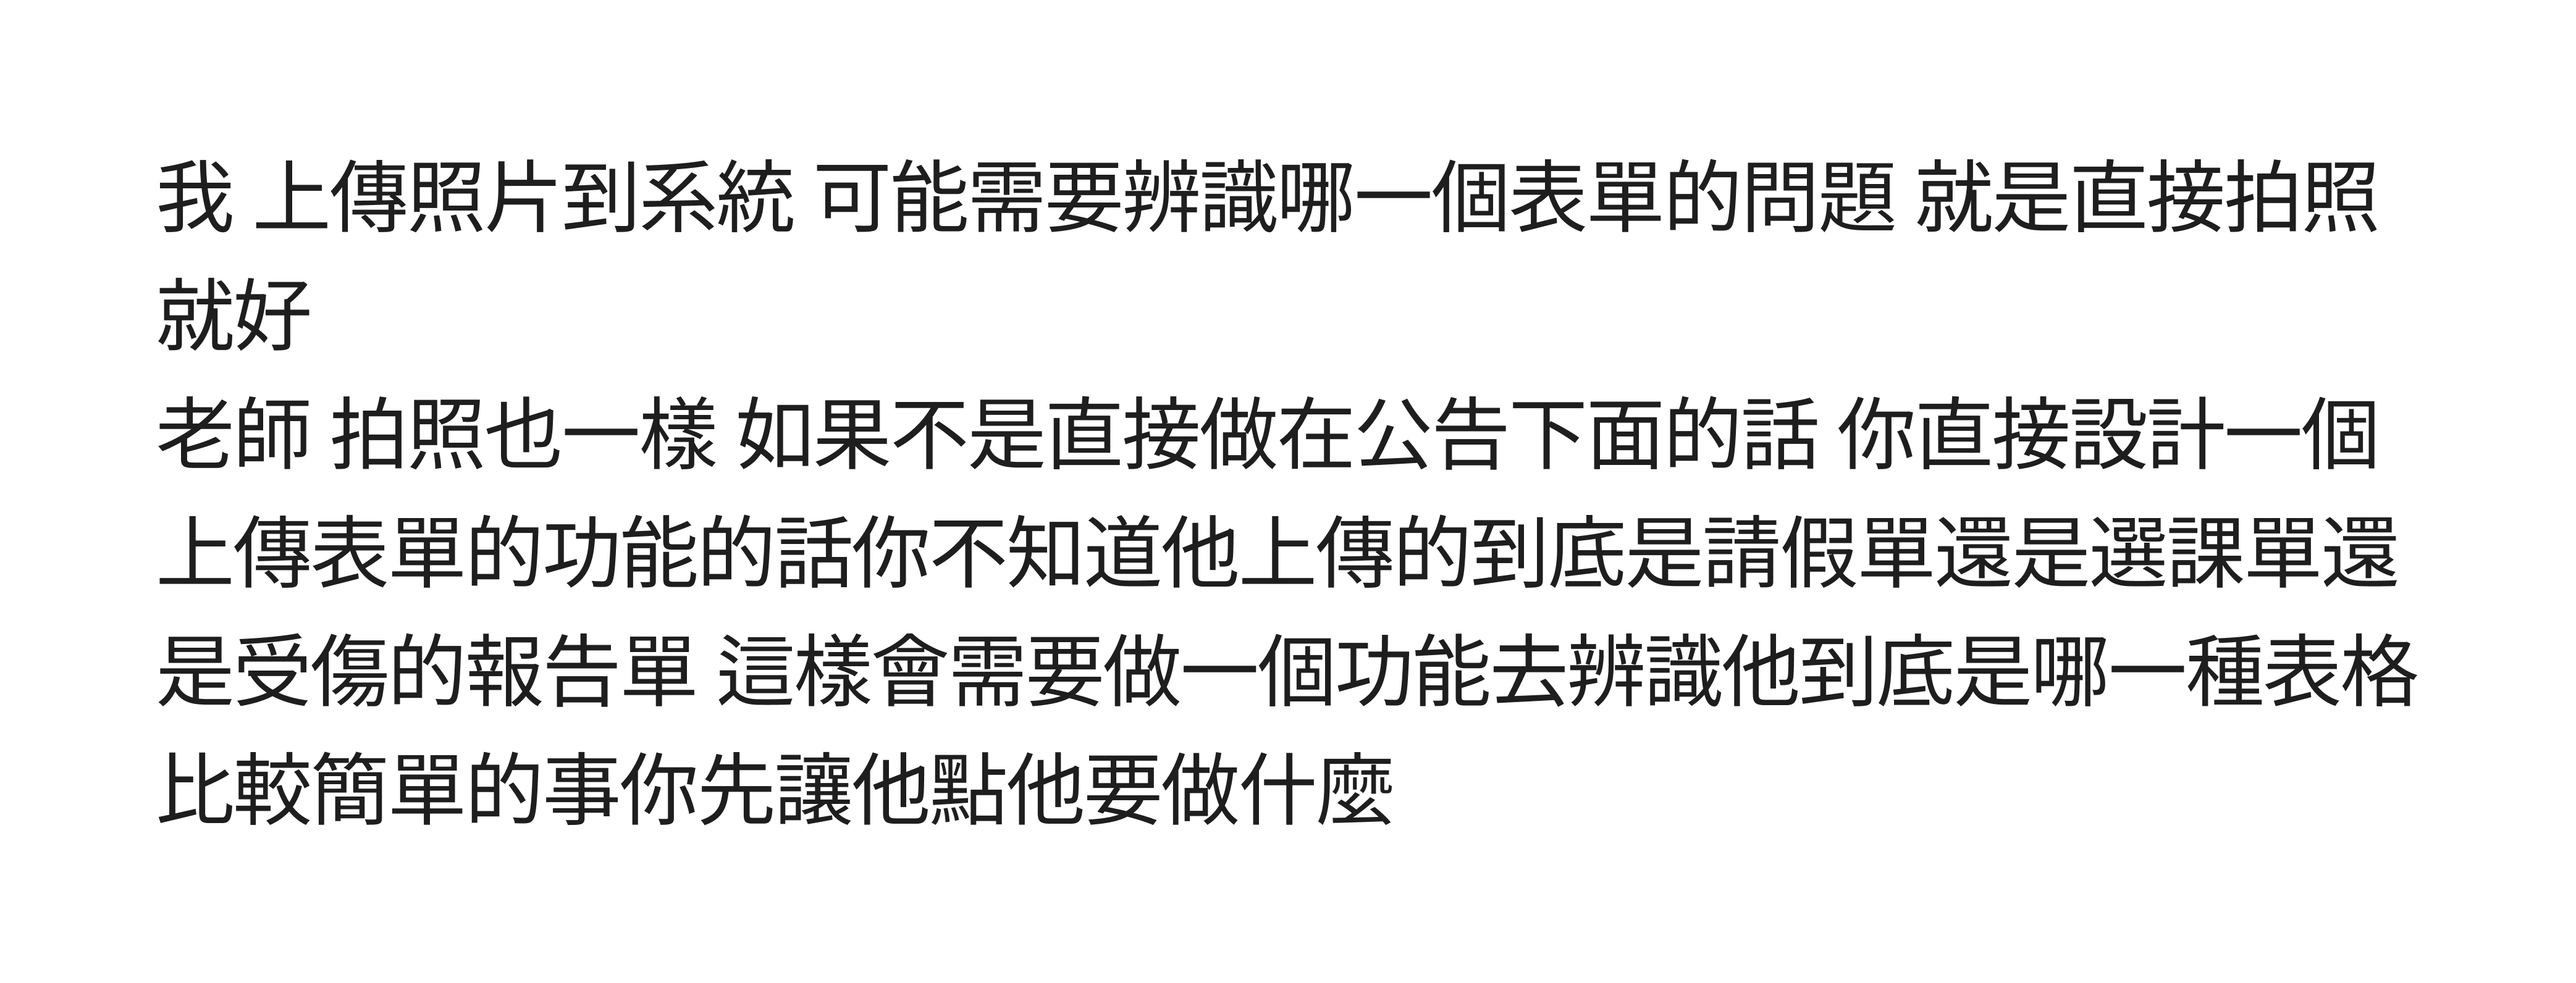 我 上傳照片到系統 可能需要辨識哪一個表單的問題 就是直接拍照
就好
老師 拍照也一樣 如果不是直接做在公告下面的話 你直接設計一個
上傳表單的功能的話你不知道他上傳的到底是請假單還是選課單還
是受傷的報告單 這樣會需要做一個功能去辨識他到底是哪一種表格
比較簡單的事你先讓他點他要做什麼